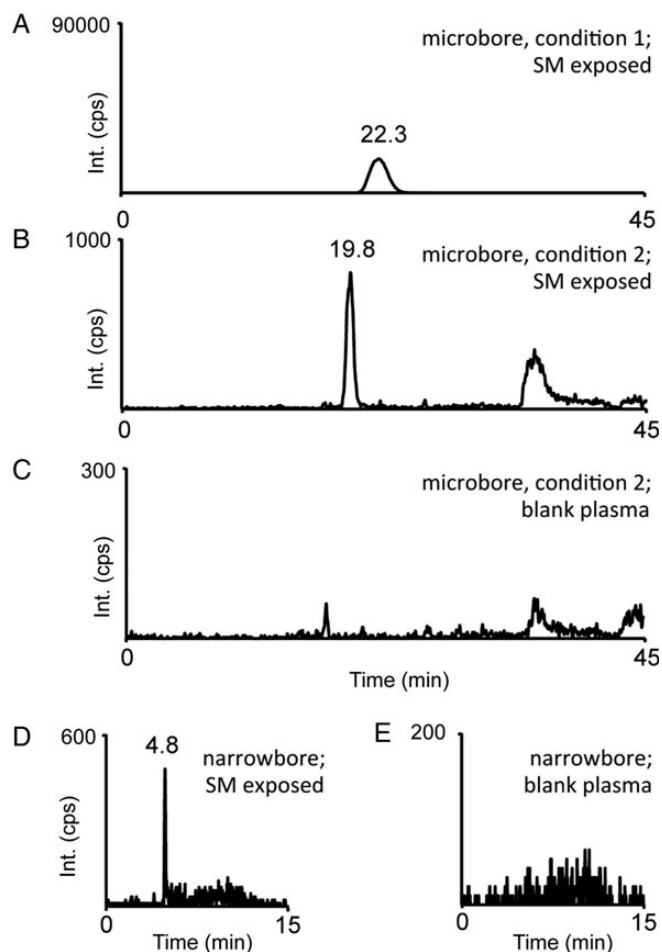 A
90000
microbore, condition 1;
SM exposed
Int. (cps)
22.3
0
45
B
1000
19.8
microbore, condition 2;
SM exposed
Int. (cps)
0
45
C
300
microbore, condition 2;
blank plasma
Int. (cps)
0
45
Time (min)
D
600
4.8
narrowbore;
SM exposed
Int. (cps)
0
15
Time (min)
E
200
narrowbore;
blank plasma
0
15
Time (min)